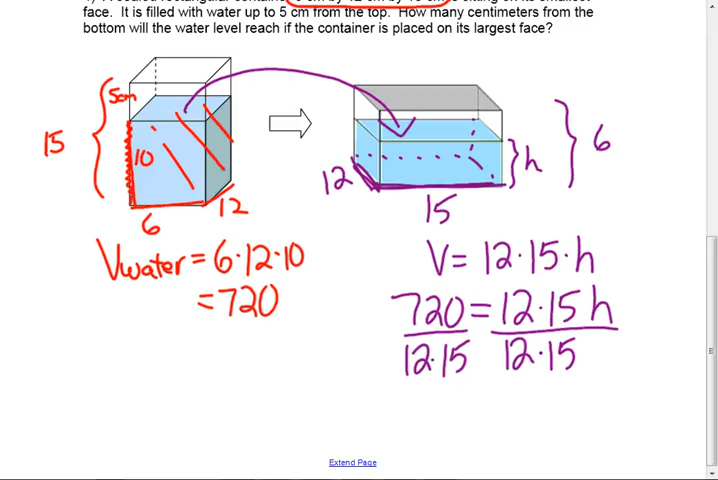 face. It is filled with water up to 5 cm from the top. How many centimeters from the
bottom will the water level reach if the container is placed on its largest face?
5cm
15
10
6
12
6
h
12
15
Vwater = 6·12·10
= 720
V = 12·15·h
720 = 12·15h
12·15 12·15
Extend Page